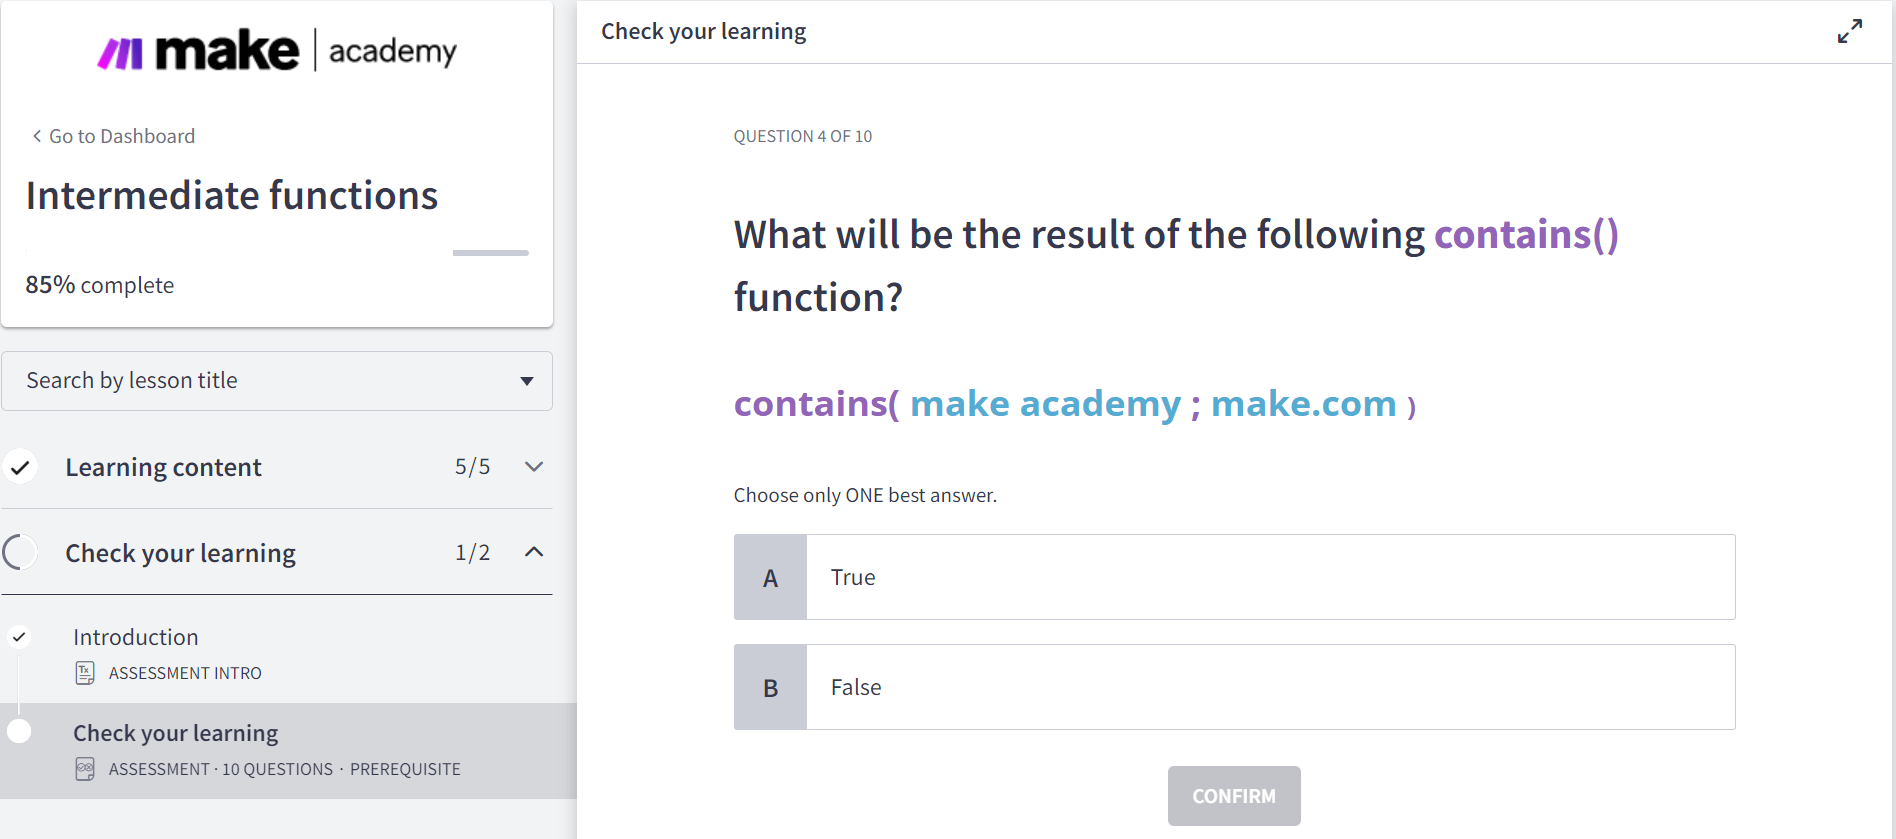 make | academy
Go to Dashboard
Intermediate functions
85% complete
Search by lesson title
Learning content 5/5
Check your learning 1/2
Introduction
Tx ASSESSMENT INTRO
Check your learning
ASSESSMENT · 10 QUESTIONS · PREREQUISITE
Check your learning
QUESTION 4 OF 10
What will be the result of the following contains()
function?
contains( make academy ; make.com )
Choose only ONE best answer.
A True
B False
CONFIRM